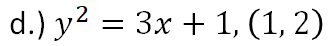 d.) y² = 3x + 1, (1, 2)